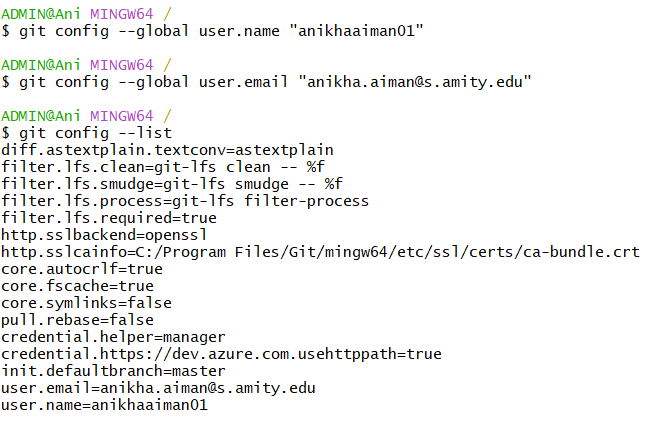 ADMIN@Ani MINGW64 /
$ git config --global user.name "anikhaaiman01"
ADMIN@Ani MINGW64 /
$ git config --global user.email "anikha.aiman@s.amity.edu"
ADMIN@Ani MINGW64 /
$ git config --list
diff.astextplain.textconv=astextplain
filter.lfs.clean=git-lfs clean -- %f
filter.lfs.smudge=git-lfs smudge -- %f
filter.lfs.process=git-lfs filter-process
filter.lfs.required=true
http.sslbackend=openssl
http.sslcainfo=C:/Program Files/Git/mingw64/etc/ssl/certs/ca-bundle.crt
core.autocrlf=true
core.fscache=true
core.symlinks=false
pull.rebase=false
credential.helper=manager
credential.https://dev.azure.com.usehttppath=true
init.defaultbranch=master
user.email=anikha.aiman@s.amity.edu
user.name=anikhaaiman01